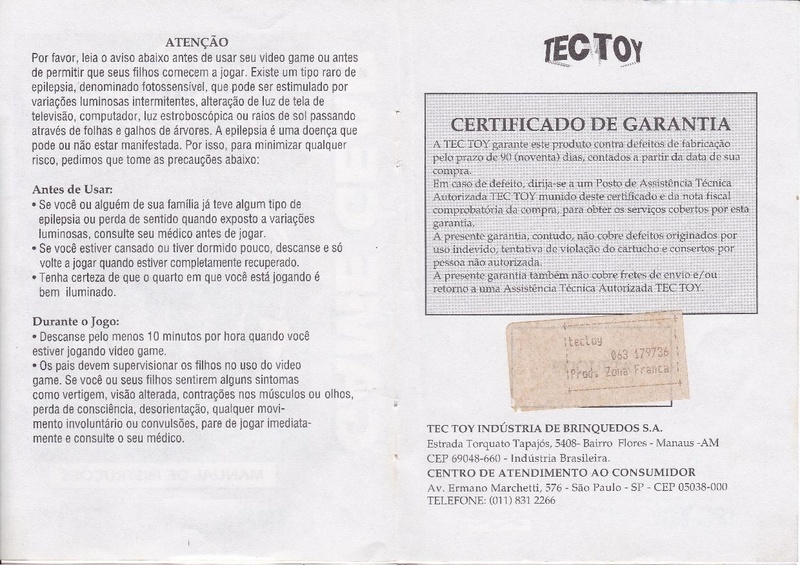 ATENÇÃO
Por favor, leia o aviso abaixo antes de usar seu video game ou antes
de permitir que seus filhos comecem a jogar. Existe um tipo raro de
epilepsia, denominado fotossensível, que pode ser estimulado por
variações luminosas intermitentes, alteração de luz de tela de
televisão, computador, luz estroboscópica ou raios de sol passando
através de folhas e galhos de árvores. A epilepsia é uma doença que
pode ou não estar manifestada. Por isso, para minimizar qualquer
risco, pedimos que tome as precauções abaixo:
Antes de Usar:
• Se você ou alguém de sua família já teve algum tipo de
epilepsia ou perda de sentido quando exposto a variações
luminosas, consulte seu médico antes de jogar.
• Se você estiver cansado ou tiver dormido pouco, descanse e só
volte a jogar quando estiver completamente recuperado.
• Tenha certeza de que o quarto em que você está jogando é
bem iluminado.
Durante o Jogo:
• Descanse pelo menos 10 minutos por hora quando você
estiver jogando video game.
• Os pais devem supervisionar os filhos no uso do video
game. Se você ou seus filhos sentirem alguns sintomas
como vertigem, visão alterada, contrações nos músculos ou olhos,
perda de consciência, desorientação, qualquer movi-
mento involuntário ou convulsões, pare de jogar imediata-
mente e consulte o seu médico.
TEC TOY
CERTIFICADO DE GARANTIA
A TEC TOY garante este produto contra defeitos de fabricação
pelo prazo de 90 (noventa) dias, contados a partir da data de sua
compra.
Em caso de defeito, dirija-se a um Posto de Assistência Técnica
Autorizada TEC TOY munido deste certificado e da nota fiscal
comprobatória da compra, para obter os serviços cobertos por esta
garantia.
A presente garantia, contudo, não cobre defeitos originados por
uso indevido, tentativa de violação do cartucho e consertos por
pessoa não autorizada.
A presente garantia também não cobre fretes de envio e/ou
retorno a uma Assistência Técnica Autorizada TEC TOY.
tectoy
063 179736
Prod. Zona Franca
TEC TOY INDÚSTRIA DE BRINQUEDOS S.A.
Estrada Torquato Tapajós, 5408- Bairro Flores - Manaus -AM
CEP 69048-660 - Indústria Brasileira.
CENTRO DE ATENDIMENTO AO CONSUMIDOR
Av. Ermano Marchetti, 576 - São Paulo - SP - CEP 05038-000
TELEFONE: (011) 831 2266